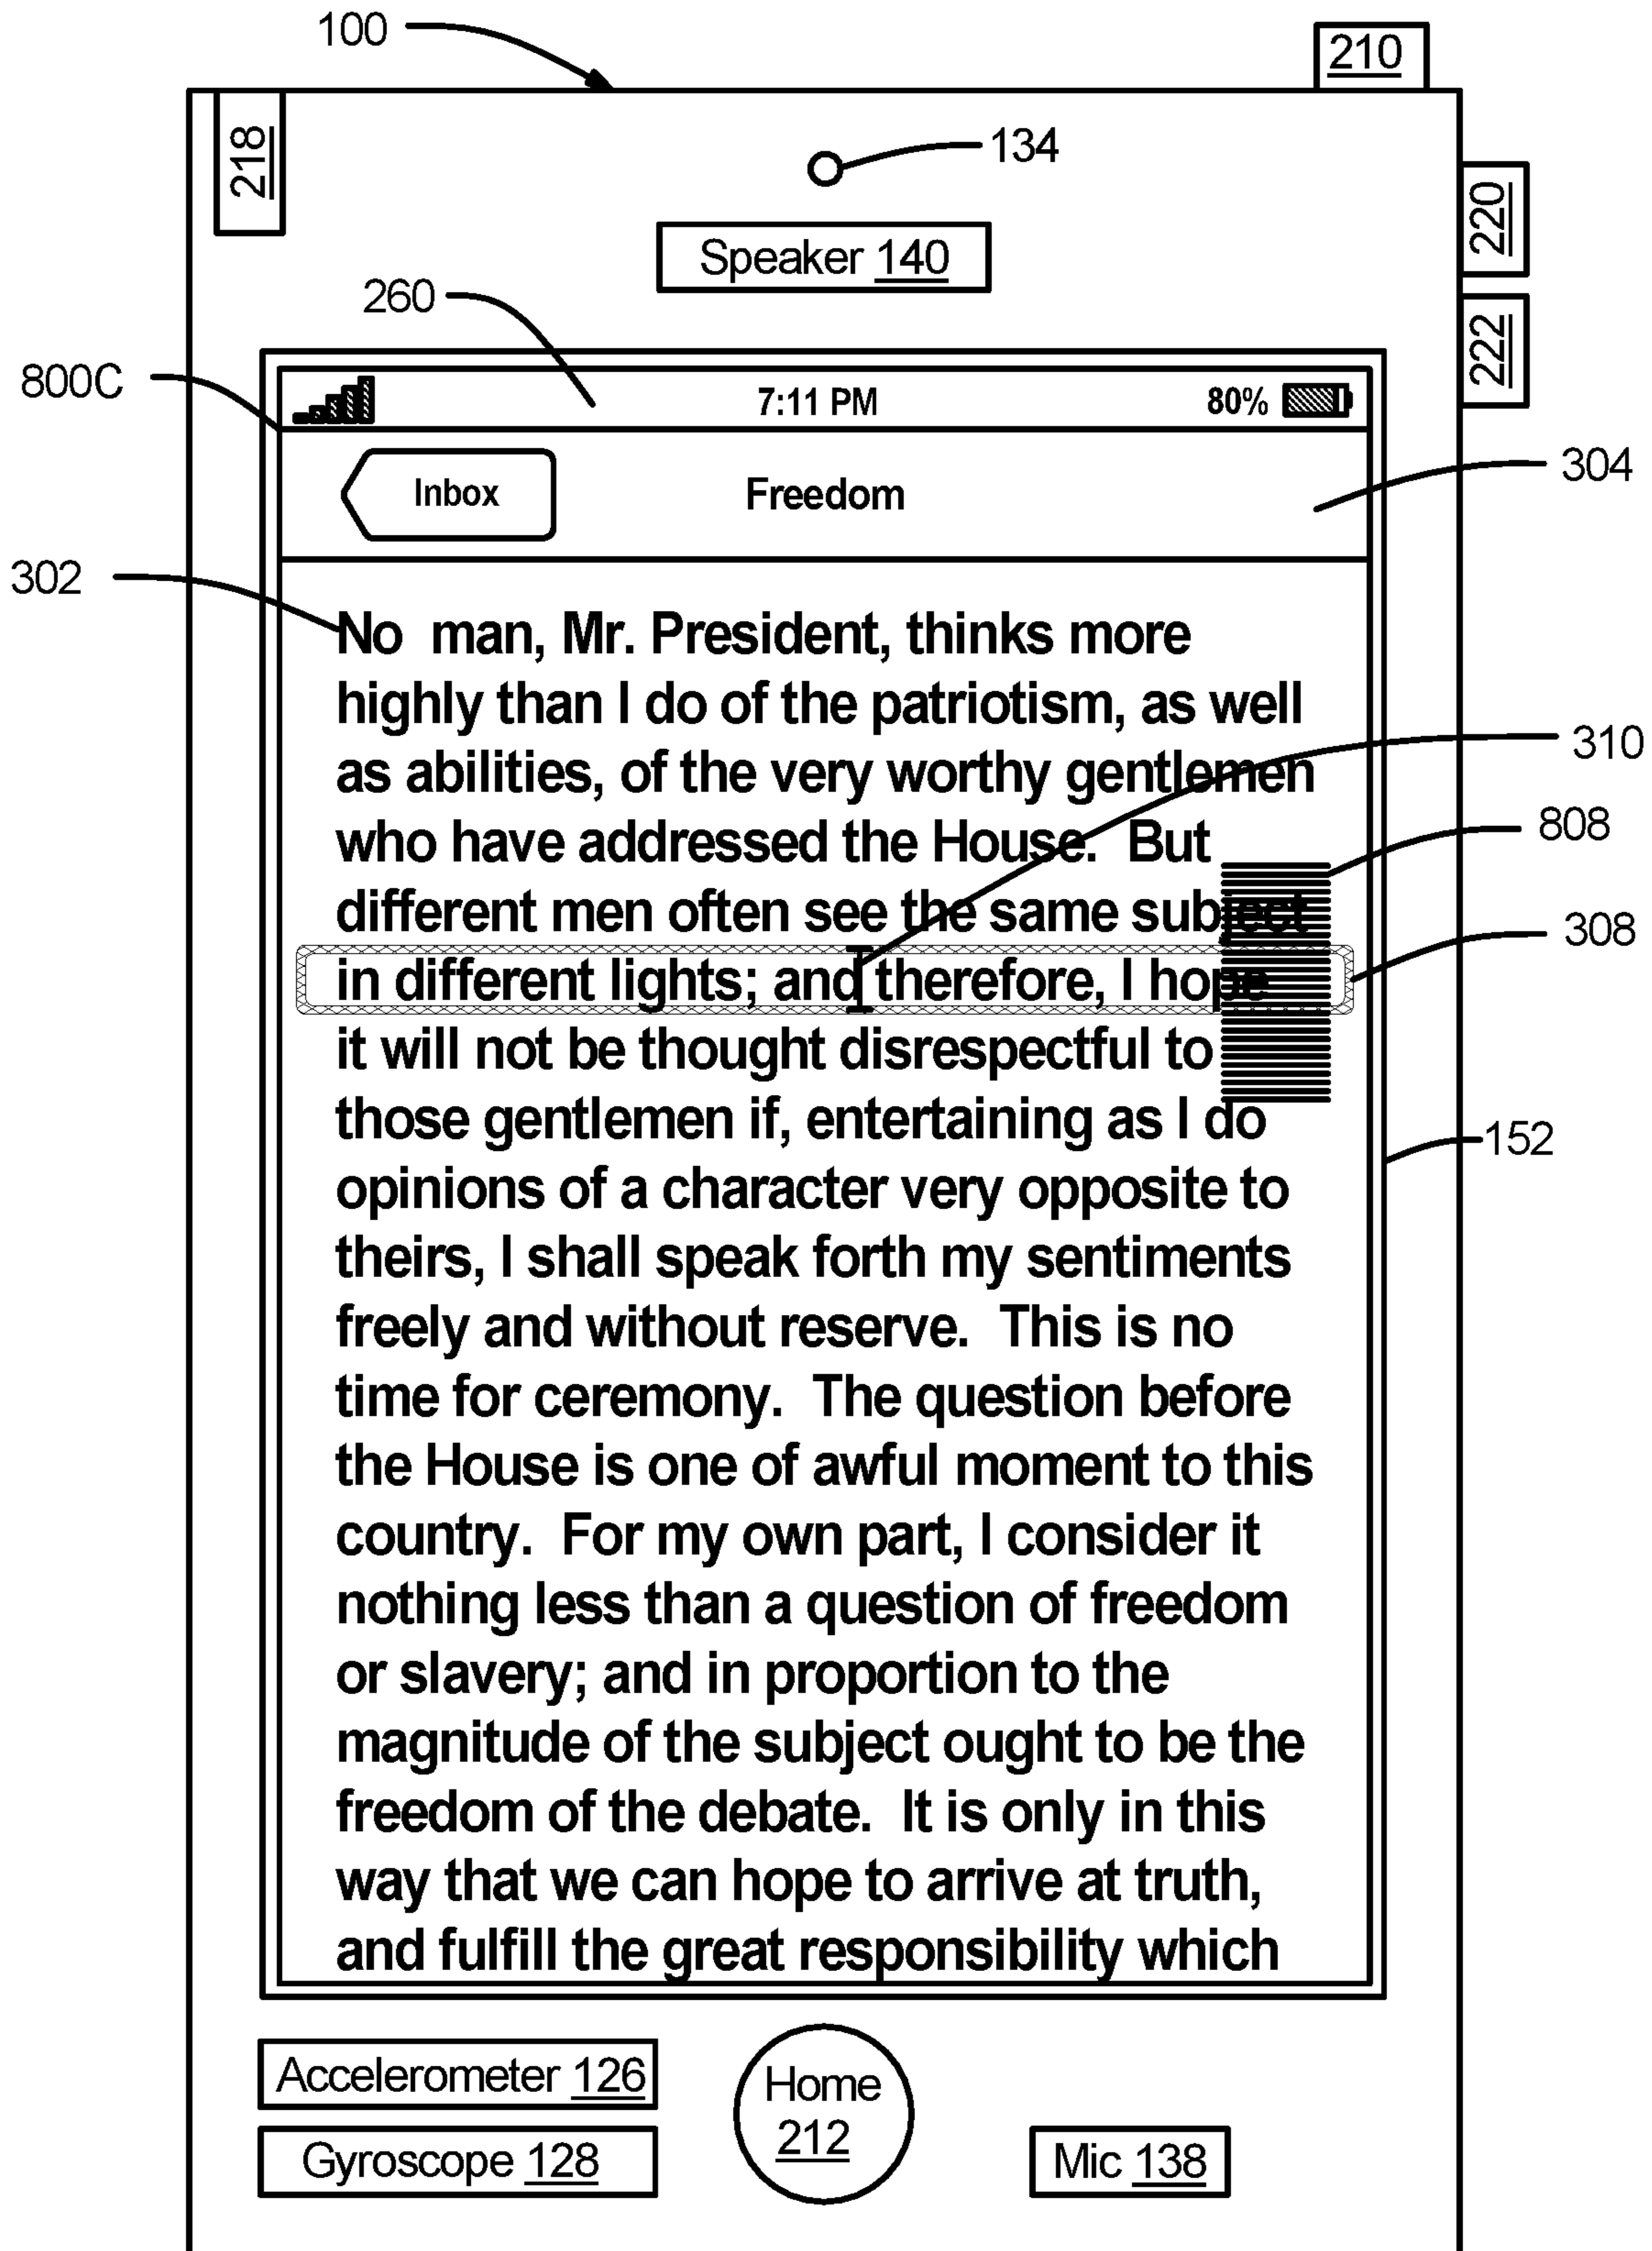 100
210
218
134
220
Speaker 140
260
222
800C
7:11 PM
80%
304
Inbox
Freedom
302
No man, Mr. President, thinks more
highly than I do of the patriotism, as well
310
as abilities, of the very worthy gentlemen
808
who have addressed the House. But
different men often see the same subject
308
in different lights; and therefore, I hope
it will not be thought disrespectful to
those gentlemen if, entertaining as I do
152
opinions of a character very opposite to
theirs, I shall speak forth my sentiments
freely and without reserve. This is no
time for ceremony. The question before
the House is one of awful moment to this
country. For my own part, I consider it
nothing less than a question of freedom
or slavery; and in proportion to the
magnitude of the subject ought to be the
freedom of the debate. It is only in this
way that we can hope to arrive at truth,
and fulfill the great responsibility which
Accelerometer 126
Home
212
Gyroscope 128
Mic 138